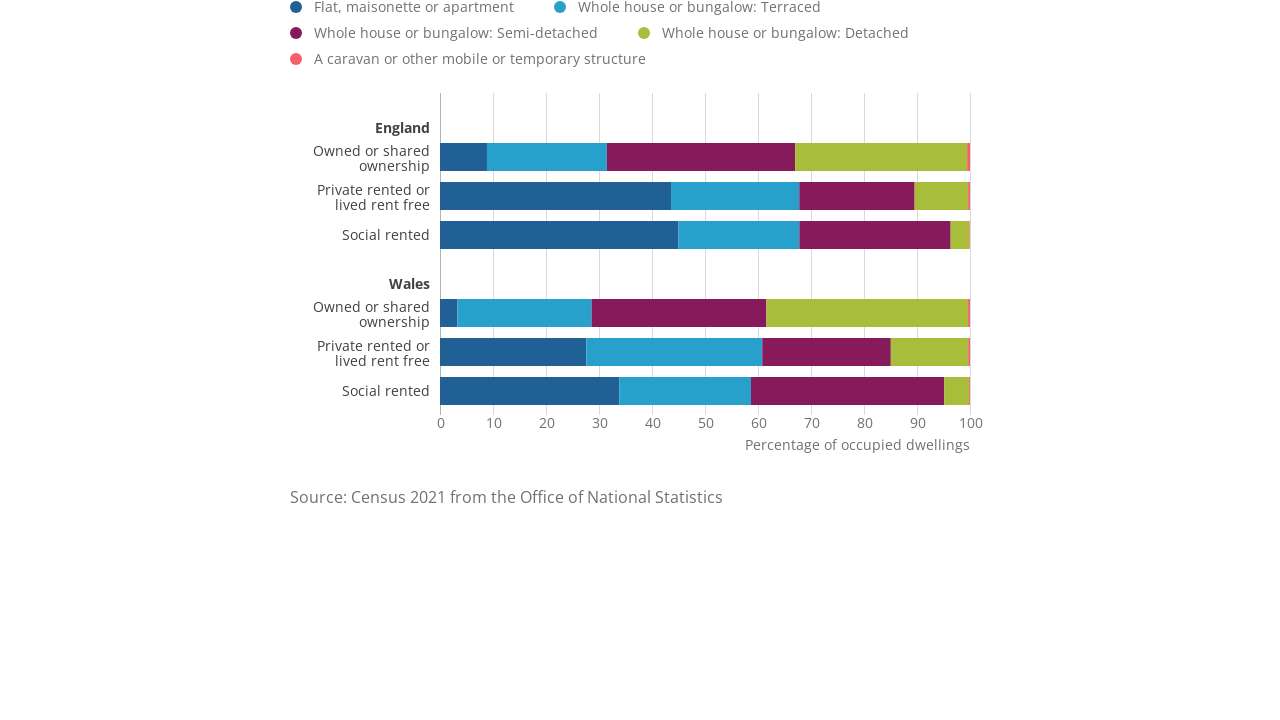 Flat, maisonette or apartment
Whole house or bungalow: Terraced
Whole house or bungalow: Semi-detached
Whole house or bungalow: Detached
A caravan or other mobile or temporary structure
England
Owned or shared
ownership
Private rented or
lived rent free
Social rented
Wales
Owned or shared
ownership
Private rented or
lived rent free
Social rented
0 10 20 30 40 50 60 70 80 90 100
Percentage of occupied dwellings
Source: Census 2021 from the Office of National Statistics